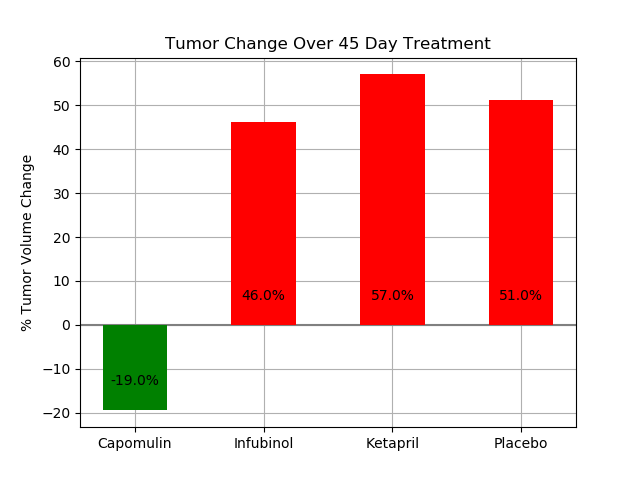 Tumor Change Over 45 Day Treatment
% Tumor Volume Change
60
50
40
30
20
10
0
−10
−20
-19.0%
46.0%
57.0%
51.0%
Capomulin
Infubinol
Ketapril
Placebo